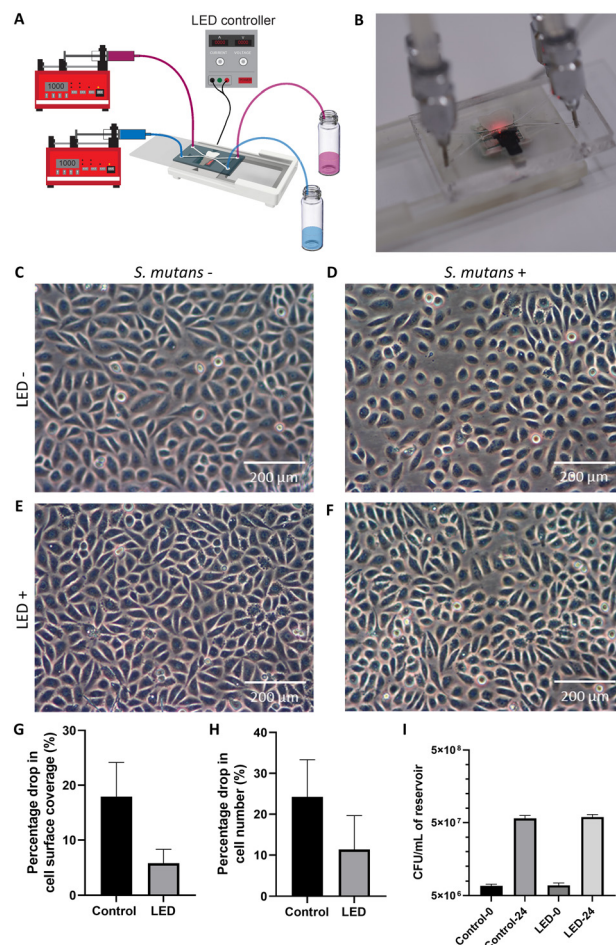 A
LED controller
B
1000
1000
C
S. mutans -
D
S. mutans +
LED -
200 µm
200 µm
E
F
LED +
200 µm
200 µm
G
Percentage drop in
cell surface coverage (%)
30
20
10
0
Control
LED
H
Percentage drop in
cell number (%)
40
30
20
10
0
Control
LED
I
CFU/mL of reservoir
5×10⁸
5×10⁷
5×10⁶
Control-0
Control-24
LED-0
LED-24